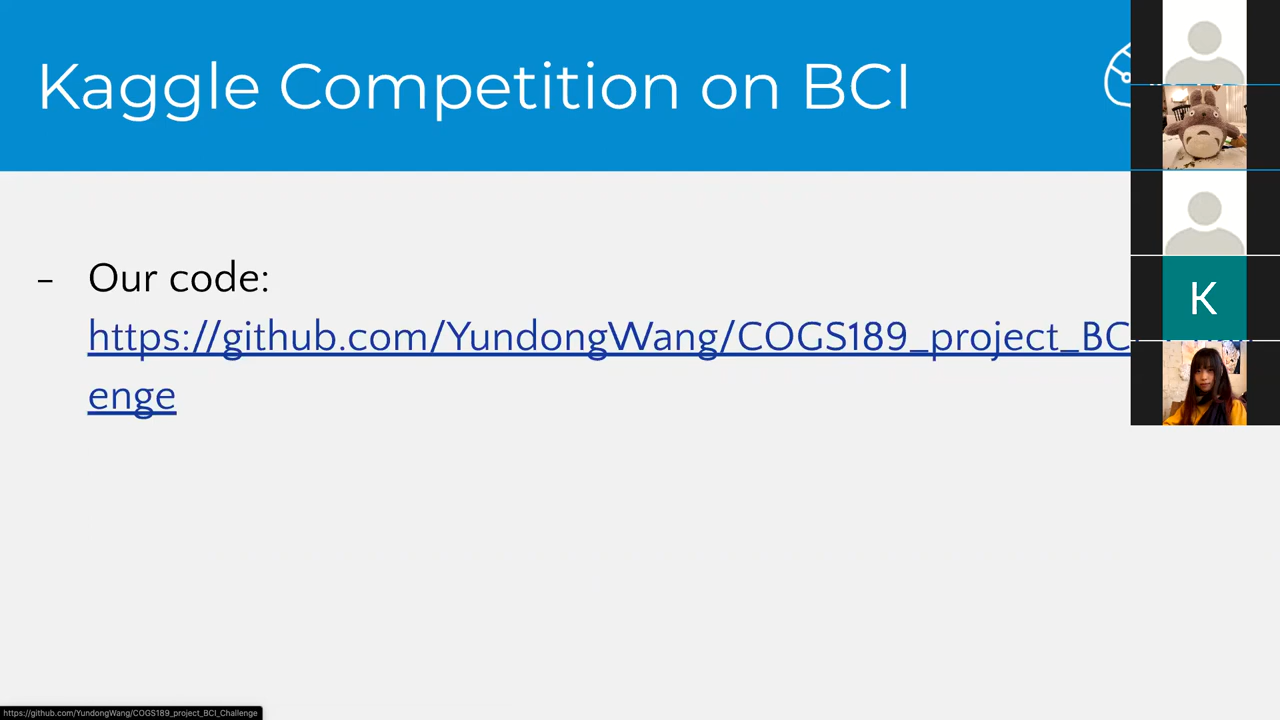 Kaggle Competition on BCI
- Our code:
https://github.com/YundongWang/COGS189_project_BC
enge
K
https://github.com/YundongWang/COGS189_project_BCI_Challenge